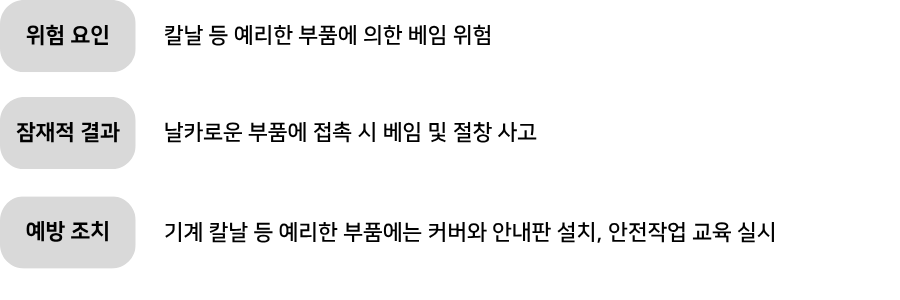 위험 요인 칼날 등 예리한 부품에 의한 베임 위험
잠재적 결과 날카로운 부품에 접촉 시 베임 및 절창 사고
예방 조치 기계 칼날 등 예리한 부품에는 커버와 안내판 설치, 안전작업 교육 실시